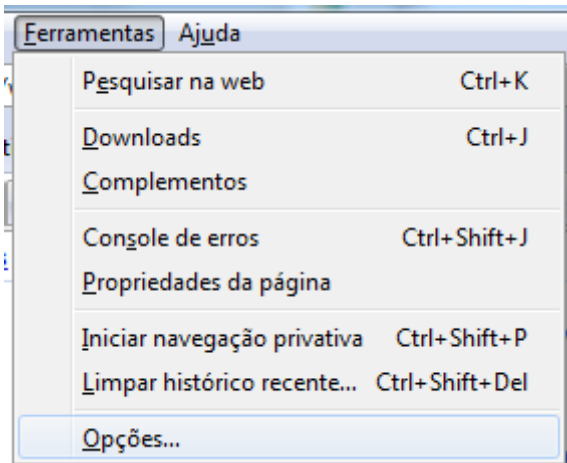 Ferramentas Ajuda
Pesquisar na web Ctrl+K
Downloads Ctrl+J
Complementos
Console de erros Ctrl+Shift+J
Propriedades da página
Iniciar navegação privativa Ctrl+Shift+P
Limpar histórico recente... Ctrl+Shift+Del
Opções...